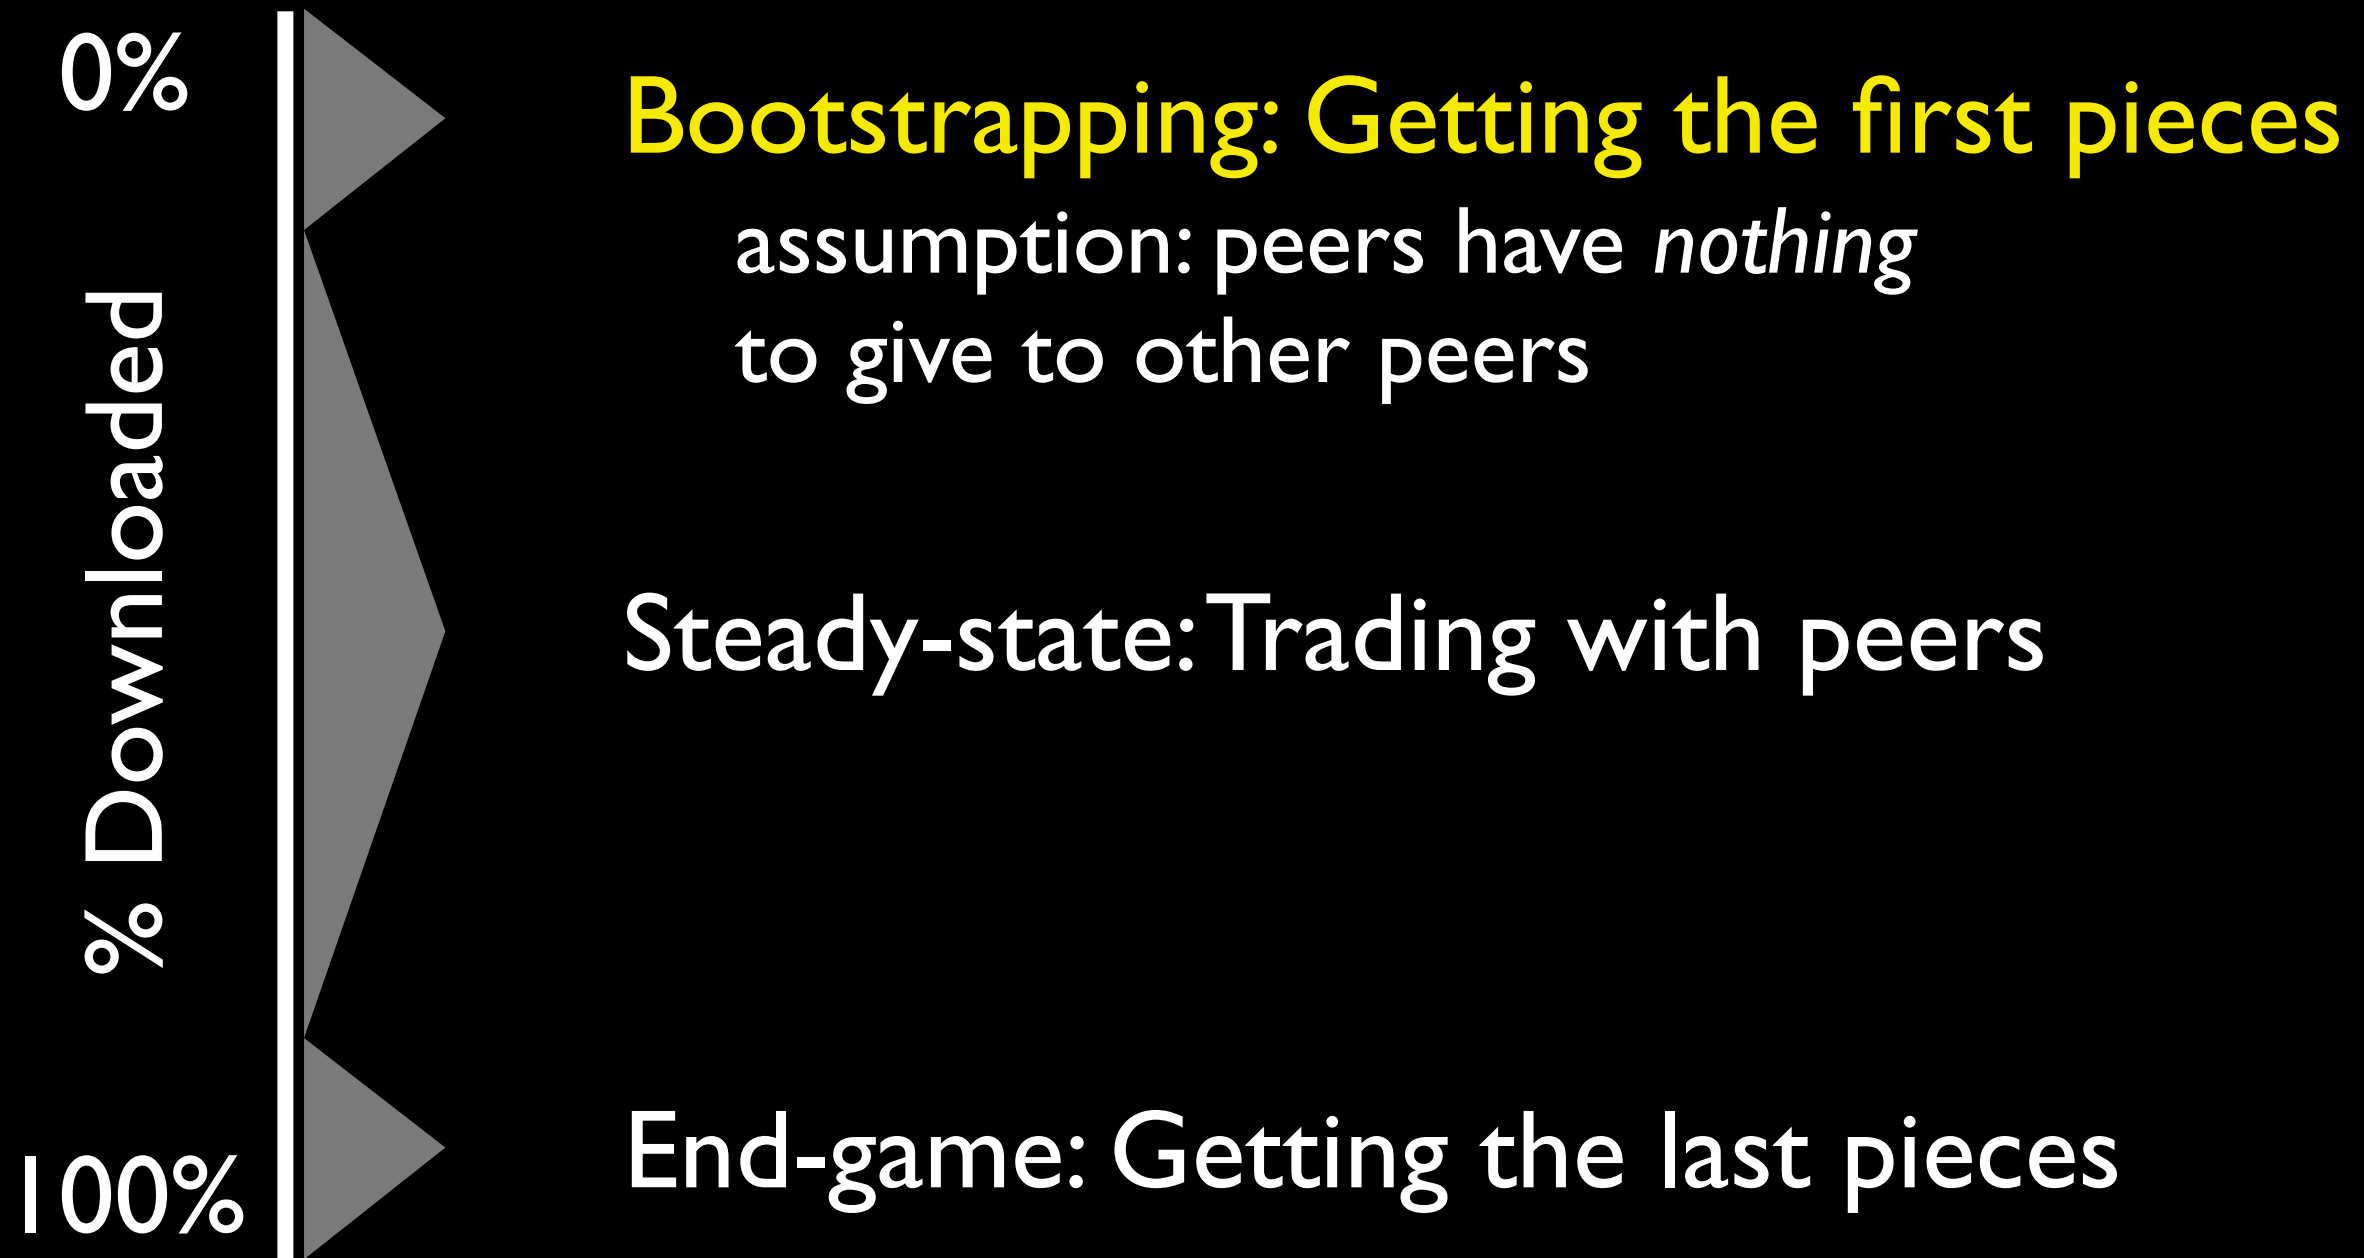 0%
% Downloaded
100%
Bootstrapping: Getting the first pieces
assumption: peers have nothing
to give to other peers
Steady-state: Trading with peers
End-game: Getting the last pieces